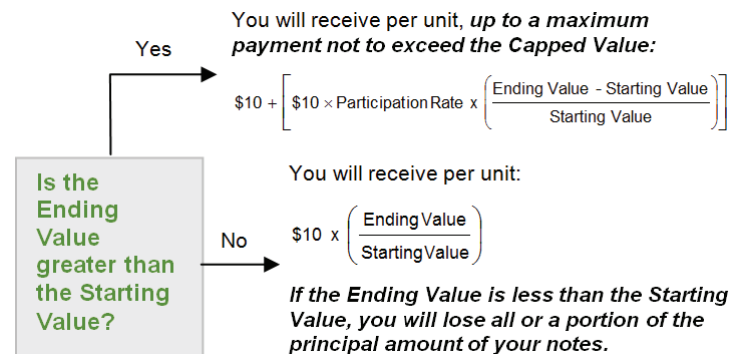 You will receive per unit, up to a maximum
Yes
payment not to exceed the Capped Value:
$10 + [ $10 × Participation Rate x ( Ending Value - Starting Value
Starting Value ) ]
You will receive per unit:
Is the
Ending
Value
greater than
the Starting
Value?
No
$10 x ( Ending Value
Starting Value )
If the Ending Value is less than the Starting
Value, you will lose all or a portion of the
principal amount of your notes.